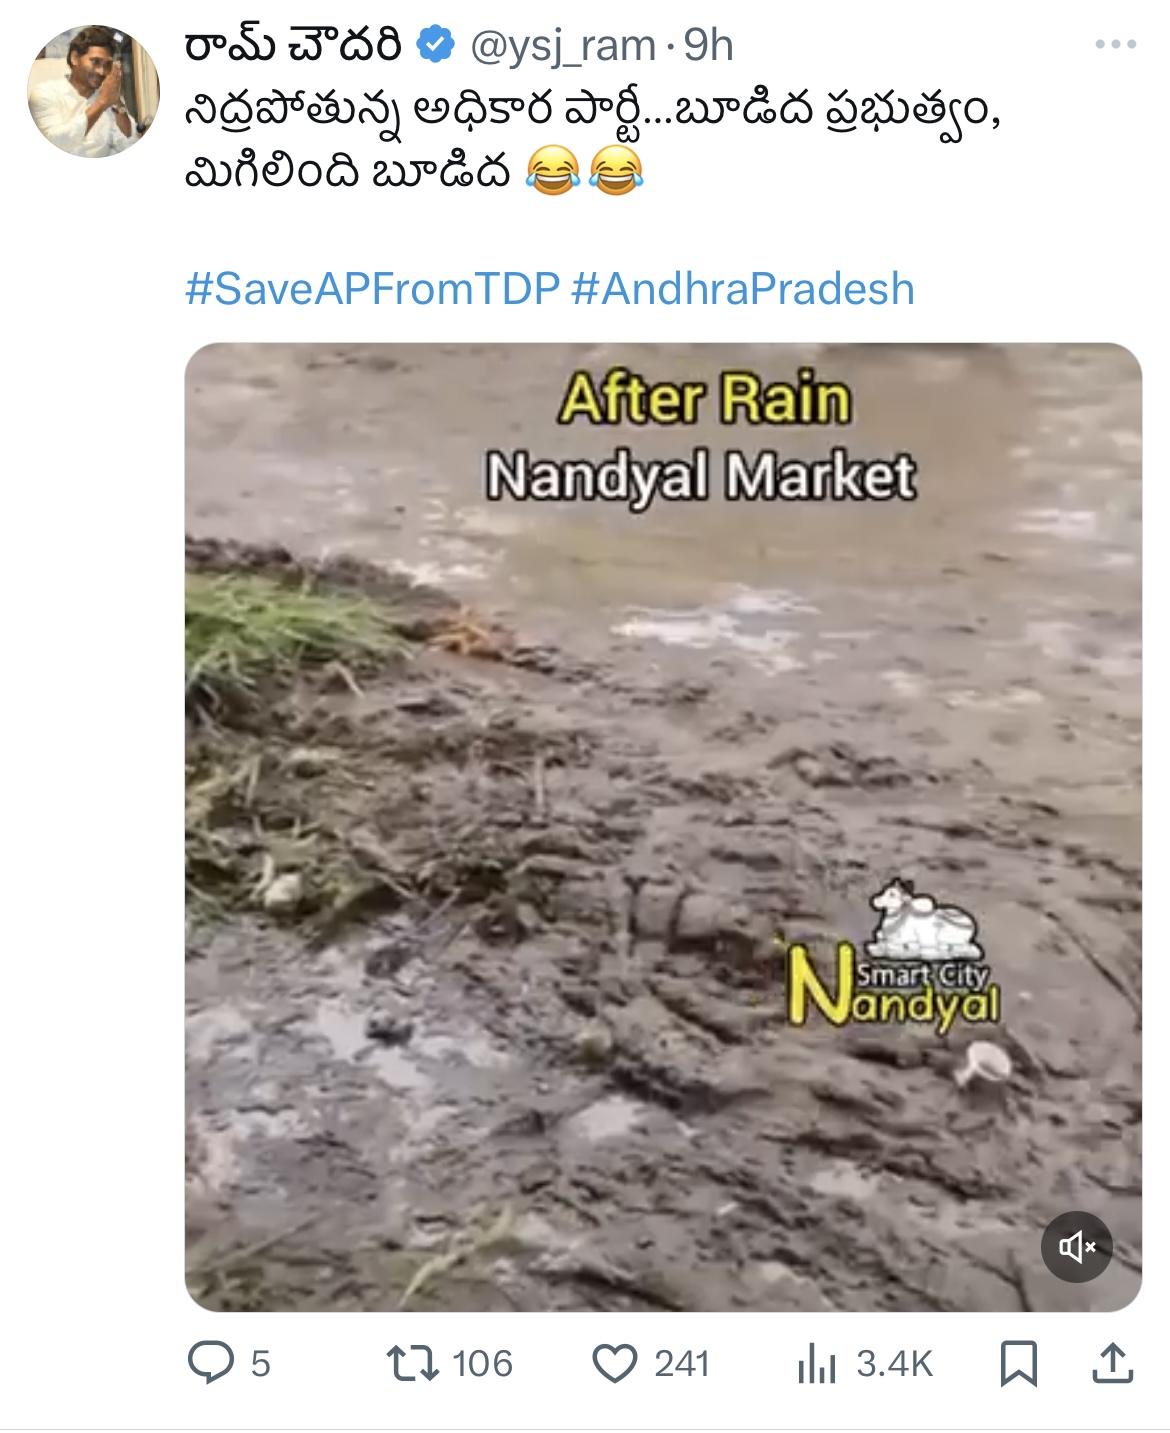 రామ్ చౌదరి @ysj_ram · 9h
నిద్రపోతున్న అధికార పార్టీ...బూడిద ప్రభుత్వం,
మిగిలింది బూడిద 😂😂
#SaveAPFromTDP #AndhraPradesh
After Rain
Nandyal Market
Smart City
Nandyal
5 106 241 3.4K